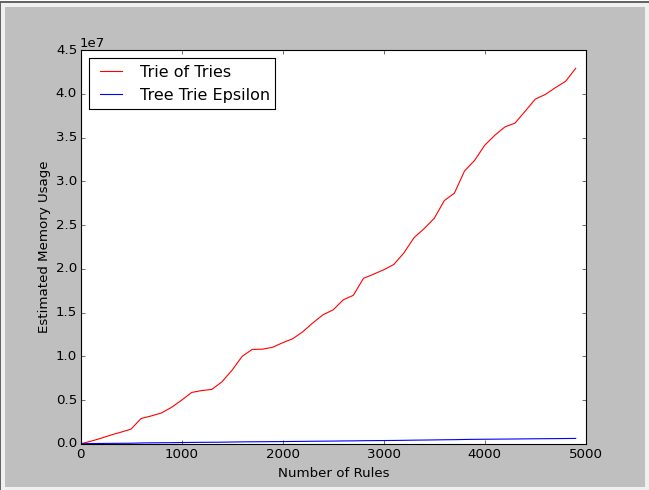 1e7
4.5
4.0
3.5
3.0
2.5
2.0
1.5
1.0
0.5
0.0
Estimated Memory Usage
Trie of Tries
Tree Trie Epsilon
0 1000 2000 3000 4000 5000
Number of Rules